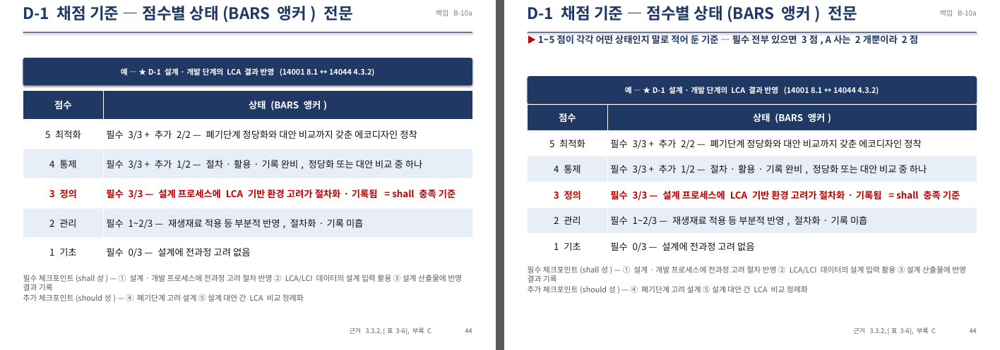 D-1 채점 기준 — 점수별 상태 (BARS 앵커 ) 전문
백업 B-10a
예 — ★ D-1 설계 · 개발 단계의 LCA 결과 반영 (14001 8.1 ↔ 14044 4.3.2)
점수 상태 (BARS 앵커 )
5 최적화 필수 3/3 + 추가 2/2 — 폐기단계 정당화와 대안 비교까지 갖춘 에코디자인 정착
4 통제 필수 3/3 + 추가 1/2 — 절차 · 활용 · 기록 완비 , 정당화 또는 대안 비교 중 하나
3 정의 필수 3/3 — 설계 프로세스에 LCA 기반 환경 고려가 절차화 · 기록됨 = shall 충족 기준
2 관리 필수 1~2/3 — 재생재료 적용 등 부분적 반영 , 절차화 · 기록 미흡
1 기초 필수 0/3 — 설계에 전과정 고려 없음
필수 체크포인트 (shall 성 ) — ① 설계 · 개발 프로세스에 전과정 고려 절차 반영 ② LCA/LCI 데이터의 설계 입력 활용 ③ 설계 산출물에 반영
결과 기록
추가 체크포인트 (should 성 ) — ④ 폐기단계 고려 설계 ⑤ 설계 대안 간 LCA 비교 정례화
근거 3.3.2, [ 표 3-6], 부록 C 44
D-1 채점 기준 — 점수별 상태 (BARS 앵커 ) 전문
백업 B-10a
▶ 1~5 점이 각각 어떤 상태인지 말로 적어 둔 기준 — 필수 전부 있으면 3 점 , A 사는 2 개뿐이라 2 점
예 — ★ D-1 설계 · 개발 단계의 LCA 결과 반영 (14001 8.1 ↔ 14044 4.3.2)
점수 상태 (BARS 앵커 )
5 최적화 필수 3/3 + 추가 2/2 — 폐기단계 정당화와 대안 비교까지 갖춘 에코디자인 정착
4 통제 필수 3/3 + 추가 1/2 — 절차 · 활용 · 기록 완비 , 정당화 또는 대안 비교 중 하나
3 정의 필수 3/3 — 설계 프로세스에 LCA 기반 환경 고려가 절차화 · 기록됨 = shall 충족 기준
2 관리 필수 1~2/3 — 재생재료 적용 등 부분적 반영 , 절차화 · 기록 미흡
1 기초 필수 0/3 — 설계에 전과정 고려 없음
필수 체크포인트 (shall 성 ) — ① 설계 · 개발 프로세스에 전과정 고려 절차 반영 ② LCA/LCI 데이터의 설계 입력 활용 ③ 설계 산출물에 반영
결과 기록
추가 체크포인트 (should 성 ) — ④ 폐기단계 고려 설계 ⑤ 설계 대안 간 LCA 비교 정례화
근거 3.3.2, [ 표 3-6], 부록 C 44